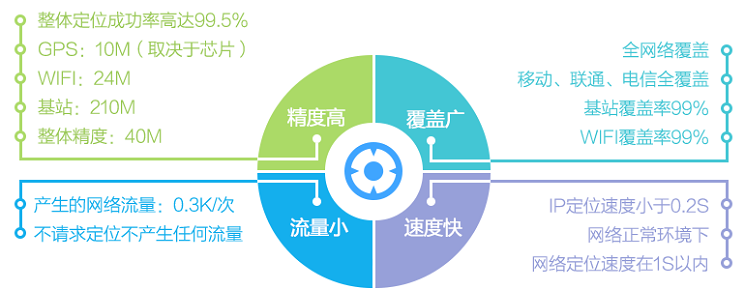 整体定位成功率高达99.5%
GPS：10M（取决于芯片）
WIFI：24M
基站：210M
整体精度：40M
精度高
覆盖广
全网络覆盖
移动、联通、电信全覆盖
基站覆盖率99%
WIFI覆盖率99%
产生的网络流量：0.3K/次
不请求定位不产生任何流量
流量小
速度快
IP定位速度小于0.2S
网络正常环境下
网络定位速度在1S以内